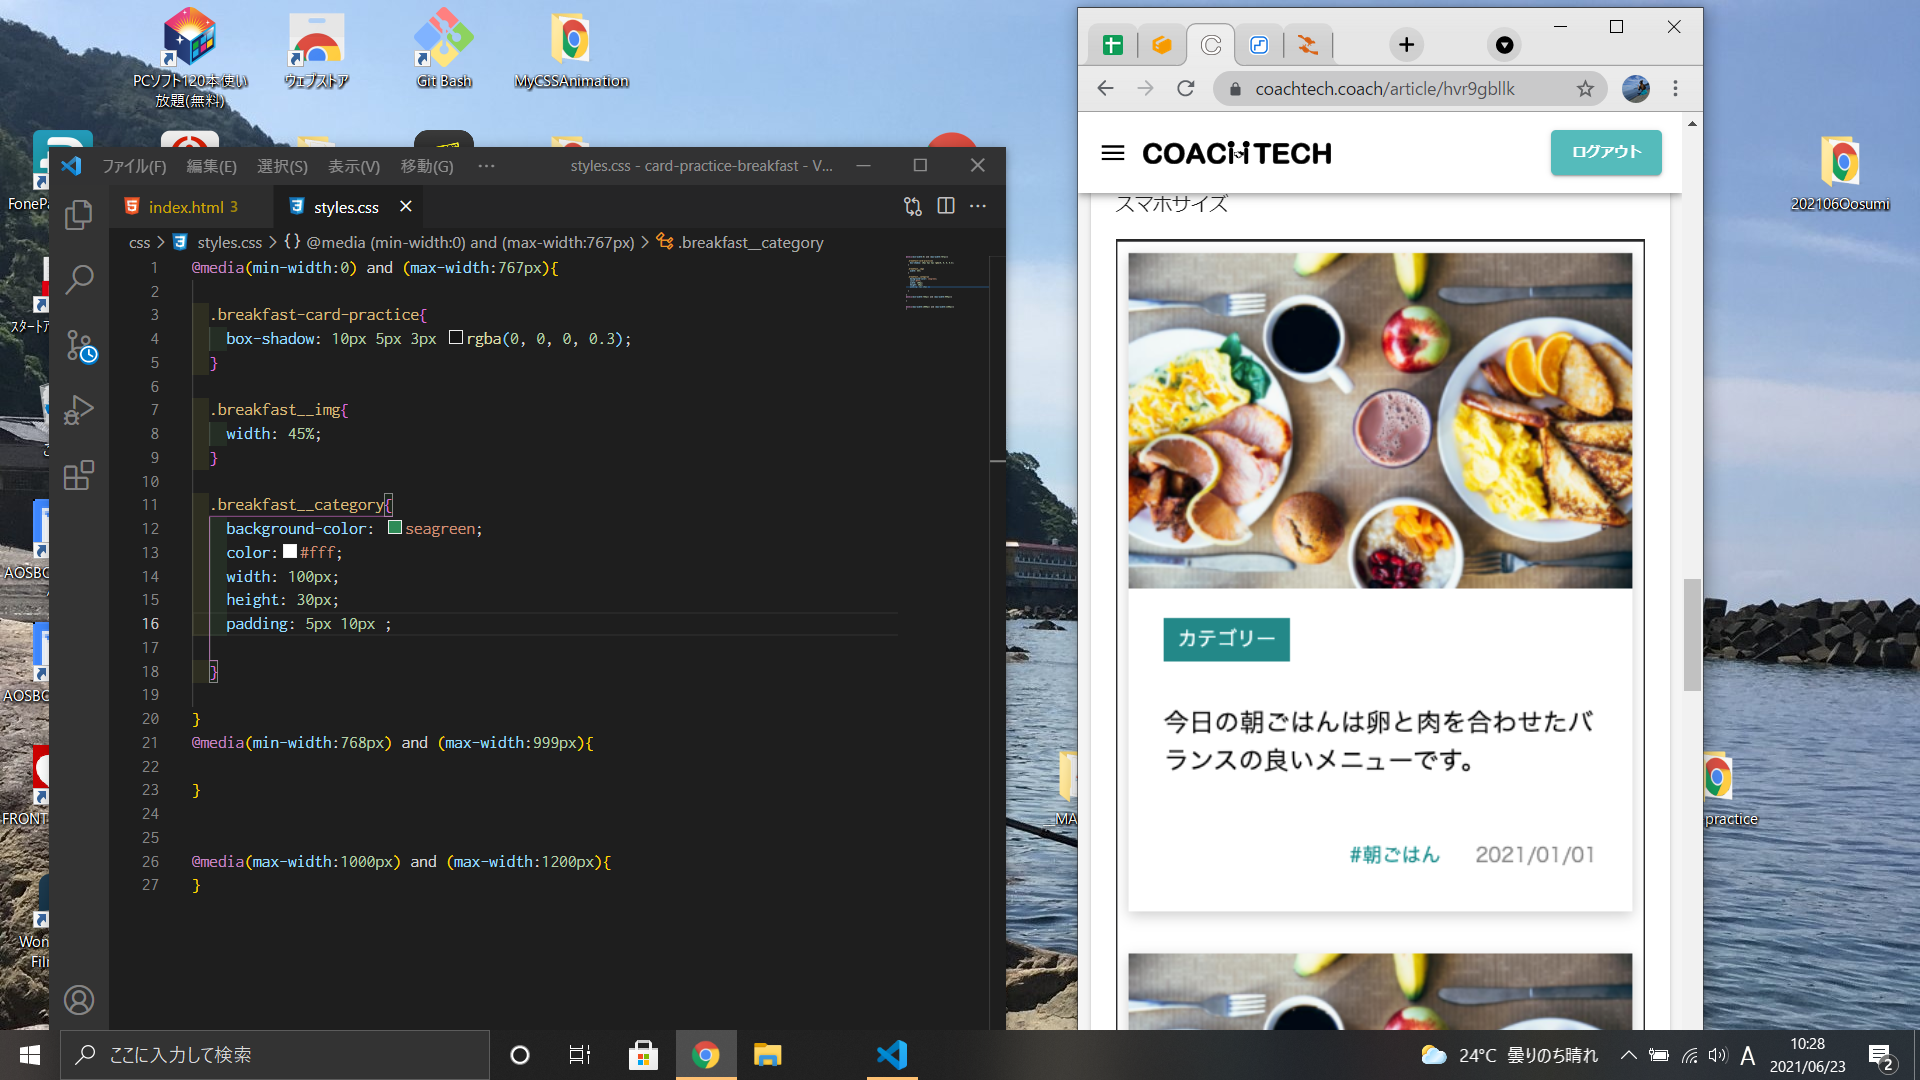 PCソフト120本使い
放題(無料)
ウェブストア
Git Bash
MyCSSAnimation
FonePa
スタートア
AOSBO
AOSBO
FRONT
Won
Fil
ファイル(F) 編集(E) 選択(S) 表示(V) 移動(G) ··· styles.css - card-practice-breakfast - V...
index.html 3 styles.css
css > styles.css > {} @media (min-width:0) and (max-width:767px) > .breakfast__category
1 @media(min-width:0) and (max-width:767px){
2
3 .breakfast-card-practice{
4 box-shadow: 10px 5px 3px rgba(0, 0, 0, 0.3);
5 }
6
7 .breakfast__img{
8 width: 45%;
9 }
10
11 .breakfast__category{
12 background-color: seagreen;
13 color: #fff;
14 width: 100px;
15 height: 30px;
16 padding: 5px 10px ;
17
18 }
19
20 }
21 @media(min-width:768px) and (max-width:999px){
22
23 }
24
25
26 @media(max-width:1000px) and (max-width:1200px){
27 }
coachtech.coach/article/hvr9gbllk
COACHTECH
ログアウト
スマホサイズ
カテゴリー
今日の朝ごはんは卵と肉を合わせたバ
ランスの良いメニューです。
#朝ごはん 2021/01/01
202106Oosumi
__MA
practice
ここに入力して検索
24°C 曇りのち晴れ
A
10:28
2021/06/23
2